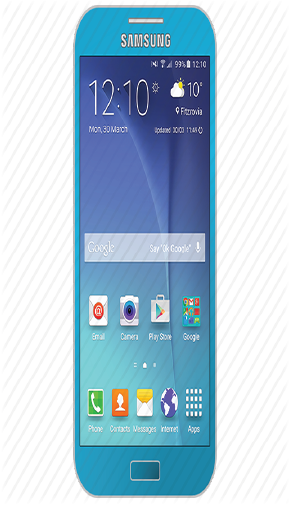 SAMSUNG
99% 12:10
12:10 10°
Fitzrovia
Mon, 30 March Updated 30/03 11:49
Google Say "Ok Google"
Email Camera Play Store Google
Phone Contacts Messages Internet Apps